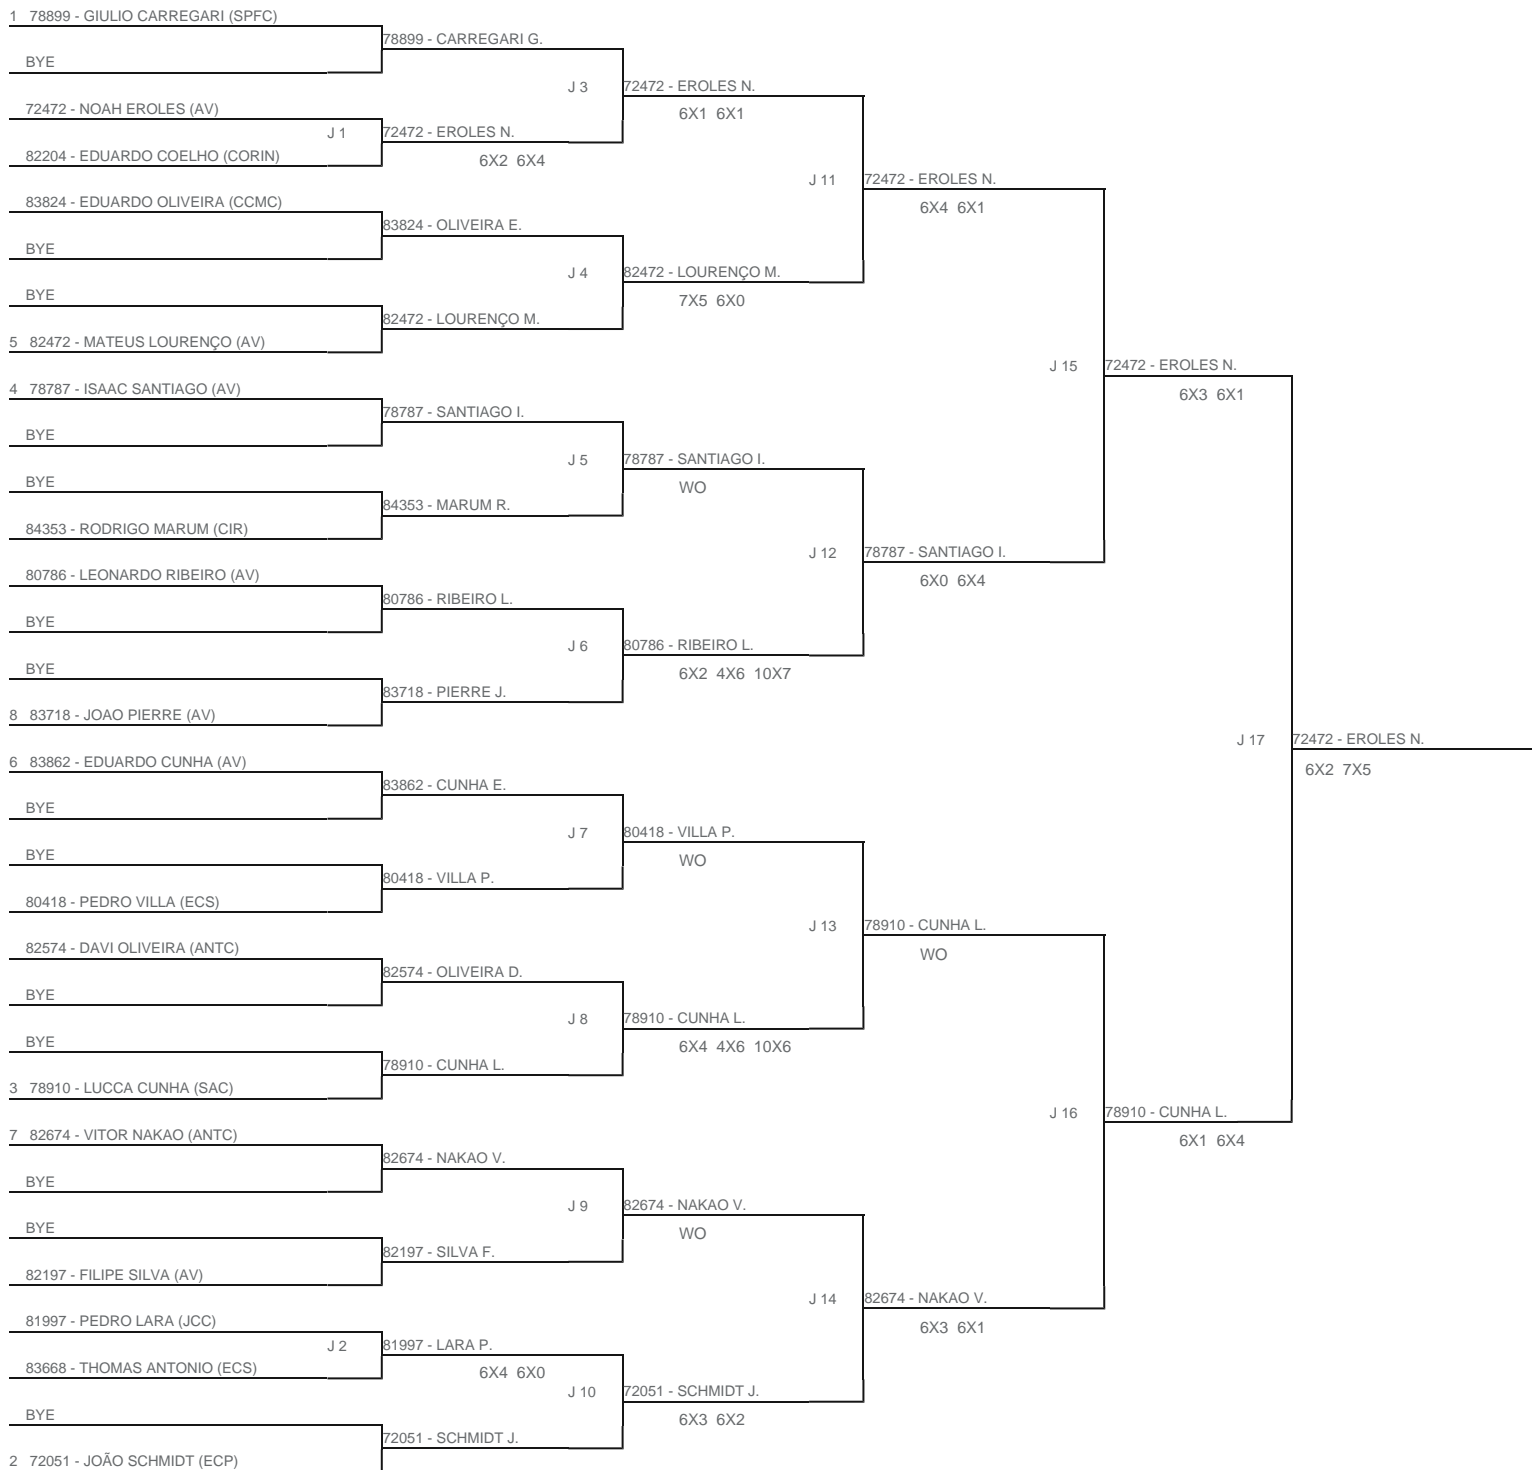 1 78899 - GIULIO CARREGARI (SPFC)
78899 - CARREGARI G.
BYE
J 3
72472 - EROLES N.
6X1 6X1
72472 - NOAH EROLES (AV)
J 1
72472 - EROLES N.
82204 - EDUARDO COELHO (CORIN)
6X2 6X4
J 11
72472 - EROLES N.
6X4 6X1
83824 - EDUARDO OLIVEIRA (CCMC)
83824 - OLIVEIRA E.
BYE
J 4
82472 - LOURENÇO M.
7X5 6X0
BYE
82472 - LOURENÇO M.
5 82472 - MATEUS LOURENÇO (AV)
J 15
72472 - EROLES N.
6X3 6X1
4 78787 - ISAAC SANTIAGO (AV)
78787 - SANTIAGO I.
BYE
J 5
78787 - SANTIAGO I.
WO
BYE
84353 - MARUM R.
84353 - RODRIGO MARUM (CIR)
J 12
78787 - SANTIAGO I.
6X0 6X4
80786 - LEONARDO RIBEIRO (AV)
80786 - RIBEIRO L.
BYE
J 6
80786 - RIBEIRO L.
6X2 4X6 10X7
BYE
83718 - PIERRE J.
8 83718 - JOAO PIERRE (AV)
J 17
72472 - EROLES N.
6X2 7X5
6 83862 - EDUARDO CUNHA (AV)
83862 - CUNHA E.
BYE
J 7
80418 - VILLA P.
WO
BYE
80418 - VILLA P.
80418 - PEDRO VILLA (ECS)
J 13
78910 - CUNHA L.
WO
82574 - DAVI OLIVEIRA (ANTC)
82574 - OLIVEIRA D.
BYE
J 8
78910 - CUNHA L.
6X4 4X6 10X6
BYE
78910 - CUNHA L.
3 78910 - LUCCA CUNHA (SAC)
J 16
78910 - CUNHA L.
6X1 6X4
7 82674 - VITOR NAKAO (ANTC)
82674 - NAKAO V.
BYE
J 9
82674 - NAKAO V.
WO
BYE
82197 - SILVA F.
82197 - FILIPE SILVA (AV)
J 14
82674 - NAKAO V.
6X3 6X1
81997 - PEDRO LARA (JCC)
J 2
81997 - LARA P.
83668 - THOMAS ANTONIO (ECS)
6X4 6X0
J 10
72051 - SCHMIDT J.
6X3 6X2
BYE
72051 - SCHMIDT J.
2 72051 - JOÃO SCHMIDT (ECP)